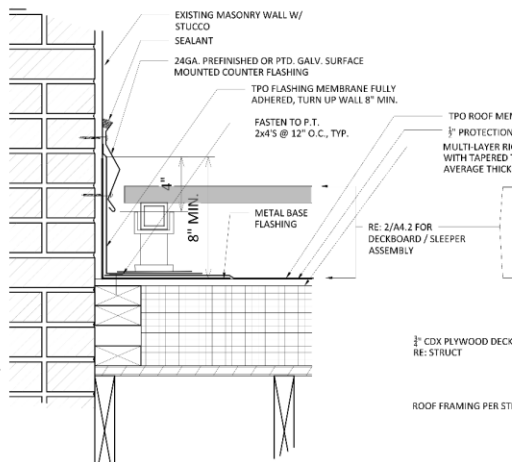 EXISTING MASONRY WALL W/
STUCCO
SEALANT
24GA. PREFINISHED OR PTD. GALV. SURFACE
MOUNTED COUNTER FLASHING
TPO FLASHING MEMBRANE FULLY
ADHERED, TURN UP WALL 8" MIN.
FASTEN TO P.T.
2x4'S @ 12" O.C., TYP.
TPO ROOF MEM
PROTECTION
MULTI-LAYER RIG
WITH TAPERED T
AVERAGE THICK
4"
8" MIN.
METAL BASE
FLASHING
RE: 2/A4.2 FOR
DECKBOARD / SLEEPER
ASSEMBLY
3/4" CDX PLYWOOD DECK
RE: STRUCT
ROOF FRAMING PER STR